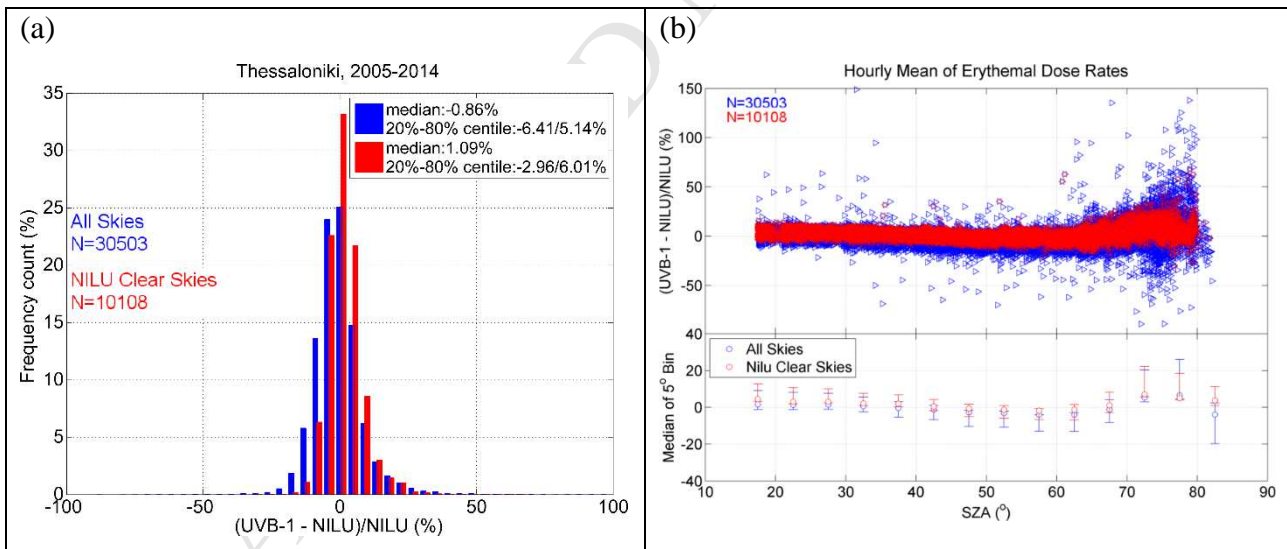 (a)
Thessaloniki, 2005-2014
35
30
25
20
15
10
5
0
Frequency count (%)
median:-0.86%
20%-80% centile:-6.41/5.14%
median:1.09%
20%-80% centile:-2.96/6.01%
All Skies
N=30503
NILU Clear Skies
N=10108
-100 -50 0 50 100
(UVB-1 - NILU)/NILU (%)
(b)
Hourly Mean of Erythemal Dose Rates
150
100
50
0
-50
(UVB-1 - NILU)/NILU (%)
N=30503
N=10108
40
20
0
-20
-40
Median of 5° Bin
All Skies
Nilu Clear Skies
10 20 30 40 50 60 70 80 90
SZA (°)